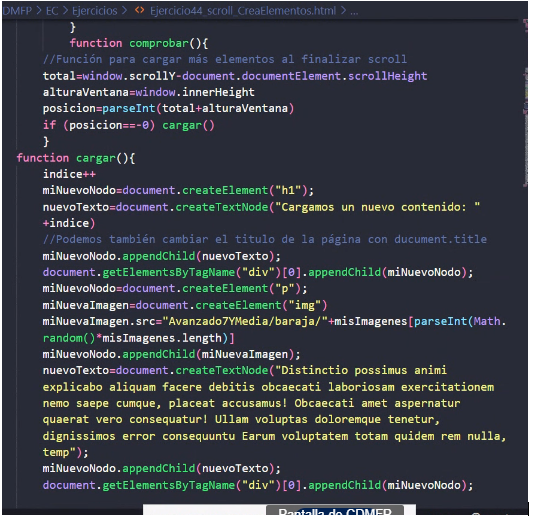 DMFP > EC > Ejercicios > <> Ejercicio44_scroll_CreaElementos.html > ...
}
function comprobar(){
//Función para cargar más elementos al finalizar scroll
total=window.scrollY-document.documentElement.scrollHeight
alturaVentana=window.innerHeight
posicion=parseInt(total+alturaVentana)
if (posicion==-0) cargar()
}
function cargar(){
indice++
miNuevoNodo=document.createElement("h1");
nuevoTexto=document.createTextNode("Cargamos un nuevo contenido: "
+indice)
//Podemos también cambiar el titulo de la página con ducument.title
miNuevoNodo.appendChild(nuevoTexto);
document.getElementsByTagName("div")[0].appendChild(miNuevoNodo);
miNuevoNodo=document.createElement("p");
miNuevaImagen=document.createElement("img")
miNuevaImagen.src="Avanzado7YMedia/baraja/"+misImagenes[parseInt(Math.
random()*misImagenes.length)]
miNuevoNodo.appendChild(miNuevaImagen);
nuevoTexto=document.createTextNode("Distinctio possimus animi
explicabo aliquam facere debitis obcaecati laboriosam exercitationem
nemo saepe cumque, placeat accusamus! Obcaecati amet aspernatur
quaerat vero consequatur! Ullam voluptas doloremque tenetur,
dignissimos error consequuntu Earum voluptatem totam quidem rem nulla,
temp");
miNuevoNodo.appendChild(nuevoTexto);
document.getElementsByTagName("div")[0].appendChild(miNuevoNodo);
Pantalla de CDMFP